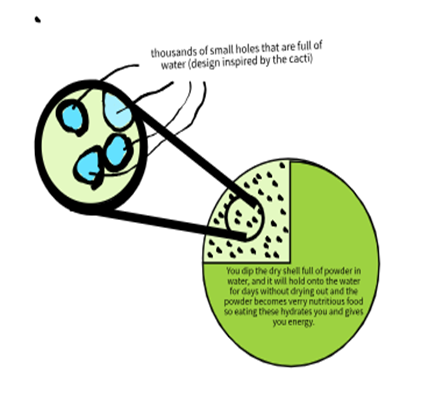 thousands of small holes that are full of
water (design inspired by the cacti)
You dip the dry shell full of powder in
water, and it will hold onto the water
for days without drying out and the
powder becomes verry nutritious food
so eating these hydrates you and gives
you energy.